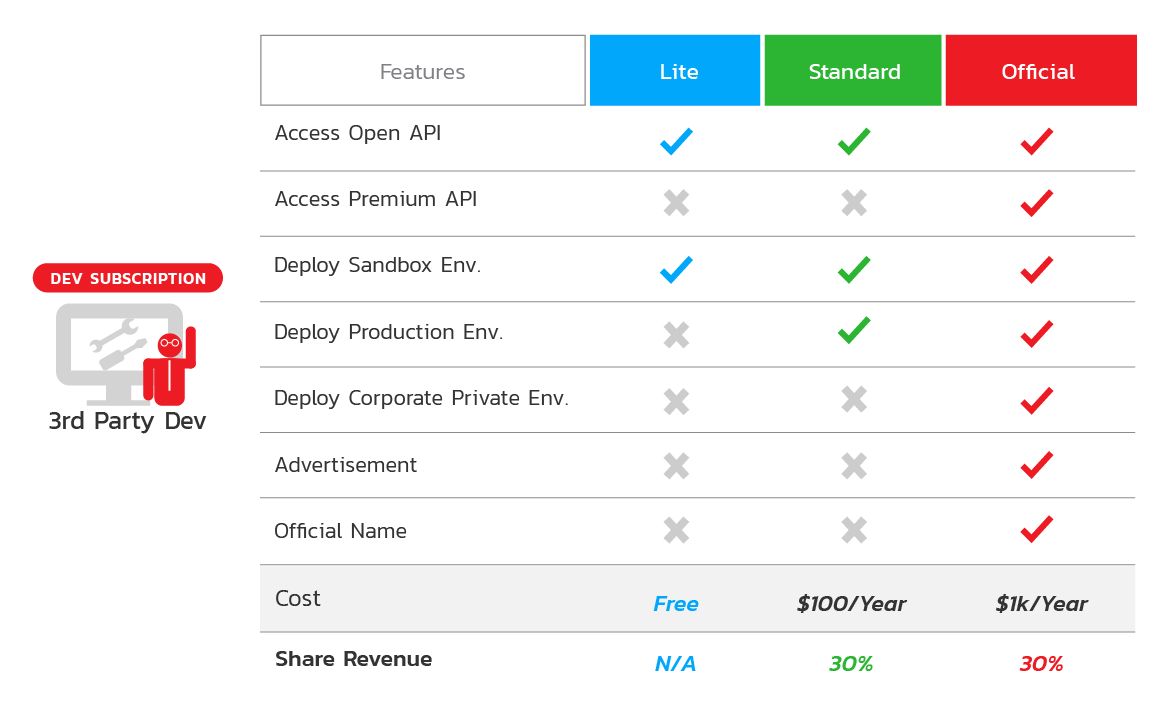 Features Lite Standard Official
Access Open API
Access Premium API
Deploy Sandbox Env.
DEV SUBSCRIPTION
Deploy Production Env.
Deploy Corporate Private Env.
3rd Party Dev
Advertisement
Official Name
Cost Free $100/Year $1k/Year
Share Revenue N/A 30% 30%